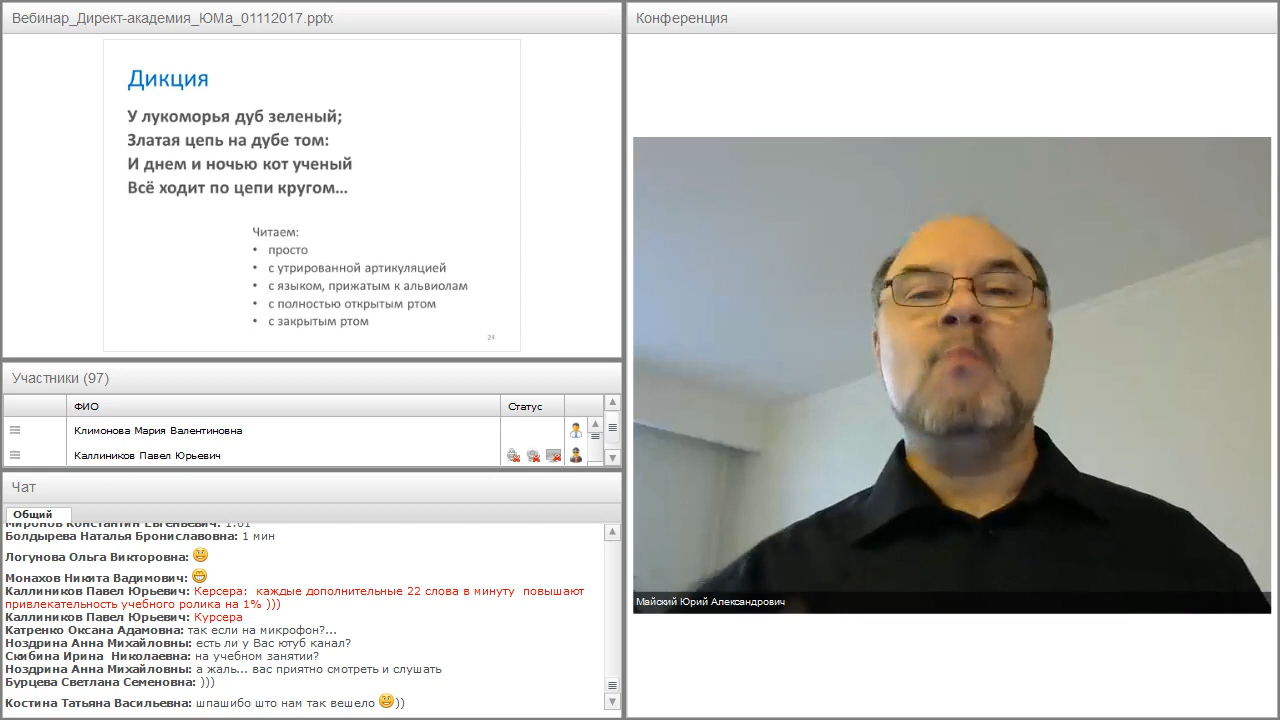 Вебинар_Директ-академия_ЮМа_01112017.pptx
Дикция
У лукоморья дуб зеленый;
Златая цепь на дубе том:
И днем и ночью кот ученый
Всё ходит по цепи кругом...
Читаем:
• просто
• с утрированной артикуляцией
• с языком, прижатым к альвиолам
• с полностью открытым ртом
• с закрытым ртом
Участники (97)
ФИО Статус
Климонова Мария Валентиновна
Каллиников Павел Юрьевич
Чат
Общий
Миронов Константин Евгеньевич: 1.01
Болдырева Наталья Брониславовна: 1 мин
Логунова Ольга Викторовна:
Монахов Никита Вадимович:
Каллиников Павел Юрьевич: Керсера: каждые дополнительные 22 слова в минуту повышают
привлекательность учебного ролика на 1% )))
Каллиников Павел Юрьевич: Курсера
Катренко Оксана Адамовна: так если на микрофон?...
Ноздрина Анна Михайловны: есть ли у Вас ютуб канал?
Скибина Ирина Николаевна: на учебном занятии?
Ноздрина Анна Михайловны: а жаль... вас приятно смотреть и слушать
Бурцева Светлана Семеновна: )))
Костина Татьяна Васильевна: шпашибо што нам так вешело ))
Конференция
Майский Юрий Александрович